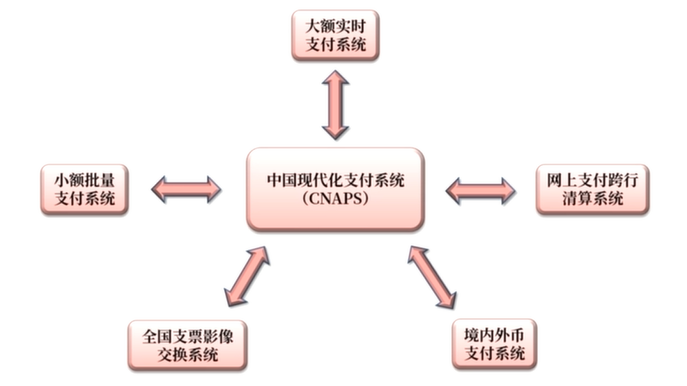 大额实时
支付系统
小额批量
支付系统
中国现代化支付系统
（CNAPS）
网上支付跨行
清算系统
全国支票影像
交换系统
境内外币
支付系统